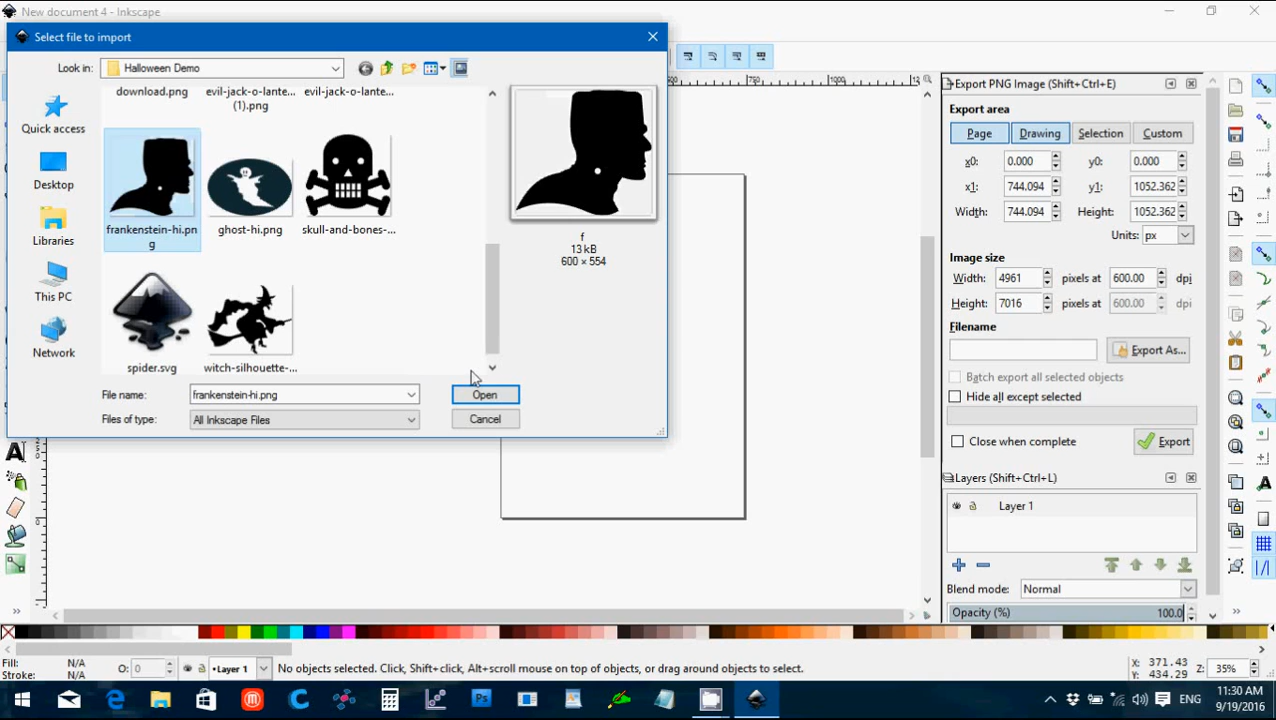 New document 4 - Inkscape
Select file to import
Look in: Halloween Demo
download.png
evil-jack-o-lante...
(1).png
evil-jack-o-lante...
Quick access
Desktop
Libraries
This PC
Network
frankenstein-hi.pn
g
ghost-hi.png
skull-and-bones-...
spider.svg
witch-silhouette-...
f
13 kB
600 × 554
File name: frankenstein-hi.png
Open
Files of type: All Inkscape Files
Cancel
750
1000
Export PNG Image (Shift+Ctrl+E)
Export area
Page Drawing Selection Custom
x0: 0.000 y0: 0.000
x1: 744.094 y1: 1052.362
Width: 744.094 Height: 1052.362
Units: px
Image size
Width: 4961 pixels at 600.00 dpi
Height: 7016 pixels at 600.00 dpi
Filename
Export As...
Batch export all selected objects
Hide all except selected
Close when complete Export
Layers (Shift+Ctrl+L)
Layer 1
Blend mode: Normal
Opacity (%) 100.0
Fill: N/A
Stroke: N/A
O: 0
Layer 1
No objects selected. Click, Shift+click, Alt+scroll mouse on top of objects, or drag around objects to select.
X: 371.43
Y: 434.29
Z: 35%
ENG
11:30 AM
9/19/2016